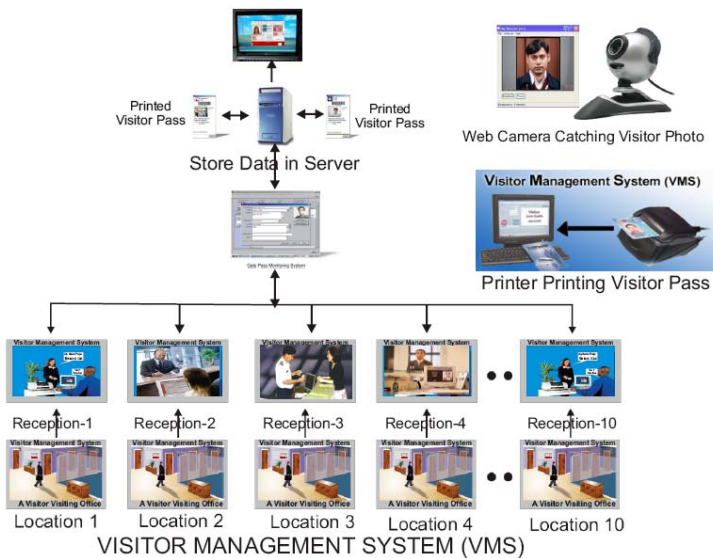 Printed
Visitor Pass
Printed
Visitor Pass
Store Data in Server
Web Camera Catching Visitor Photo
Visitor Management System (VMS)
Printer Printing Visitor Pass
Gate Pass Monitoring System
Visitor Management System
Visitor Management System
Visitor Management System
Visitor Management System
Visitor Management System
Reception-1
Reception-2
Reception-3
Reception-4
Reception-10
Visitor Management System
Visitor Management System
Visitor Management System
Visitor Management System
Visitor Management System
A Visitor Visiting Office
A Visitor Visiting Office
A Visitor Visiting Office
A Visitor Visiting Office
A Visitor Visiting Office
Location 1
Location 2
Location 3
Location 4
Location 10
VISITOR MANAGEMENT SYSTEM (VMS)